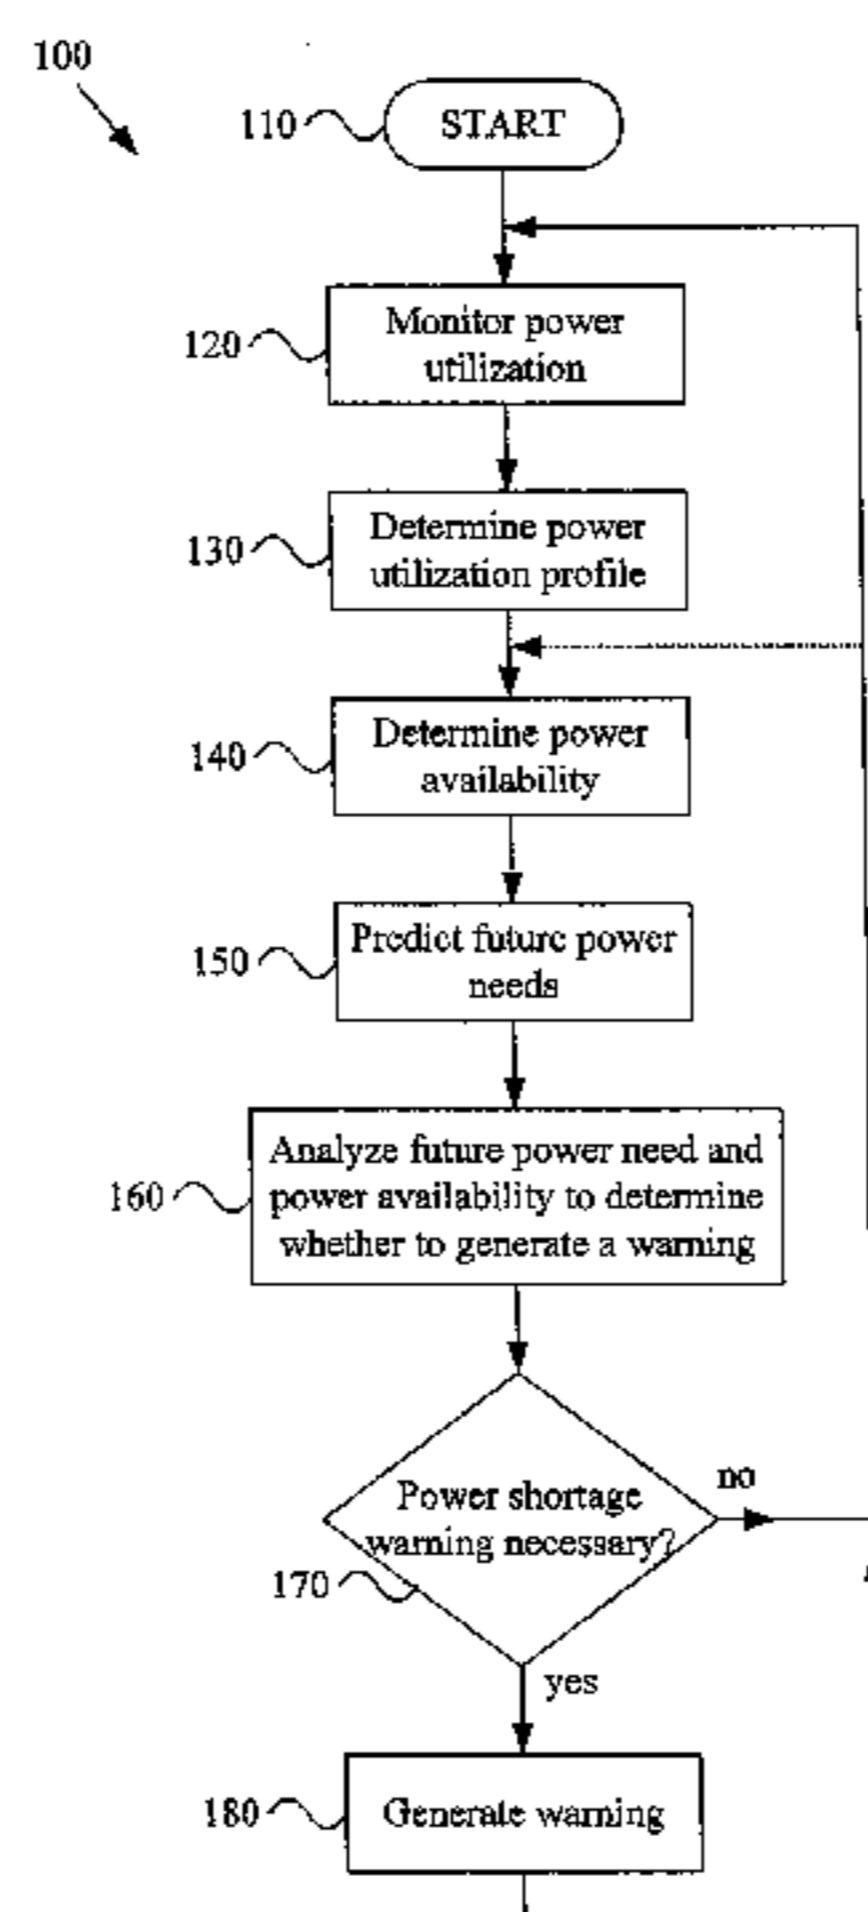 100
110
START
120
Monitor power
utilization
130
Determine power
utilization profile
140
Determine power
availability
150
Predict future power
needs
160
Analyze future power need and
power availability to determine
whether to generate a warning
no
Power shortage
warning necessary?
170
yes
180
Generate warning